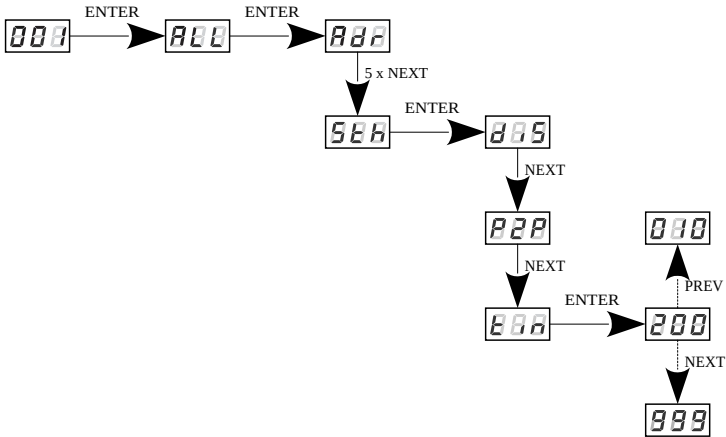 ENTER ENTER
001 ALL Adr
5 x NEXT
ENTER
Sth diS
NEXT
P2P 010
NEXT
PREV
ENTER
tin 200
NEXT
999